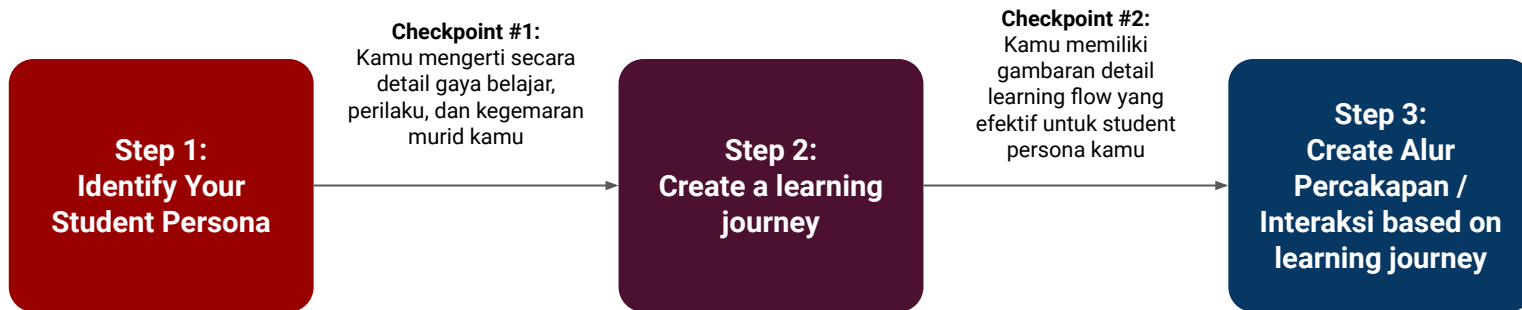 Step 1:
Identify Your
Student Persona
Checkpoint #1:
Kamu mengerti secara
detail gaya belajar,
perilaku, dan kegemaran
murid kamu
Step 2:
Create a learning
journey
Checkpoint #2:
Kamu memiliki
gambaran detail
learning flow yang
efektif untuk student
persona kamu
Step 3:
Create Alur
Percakapan /
Interaksi based on
learning journey